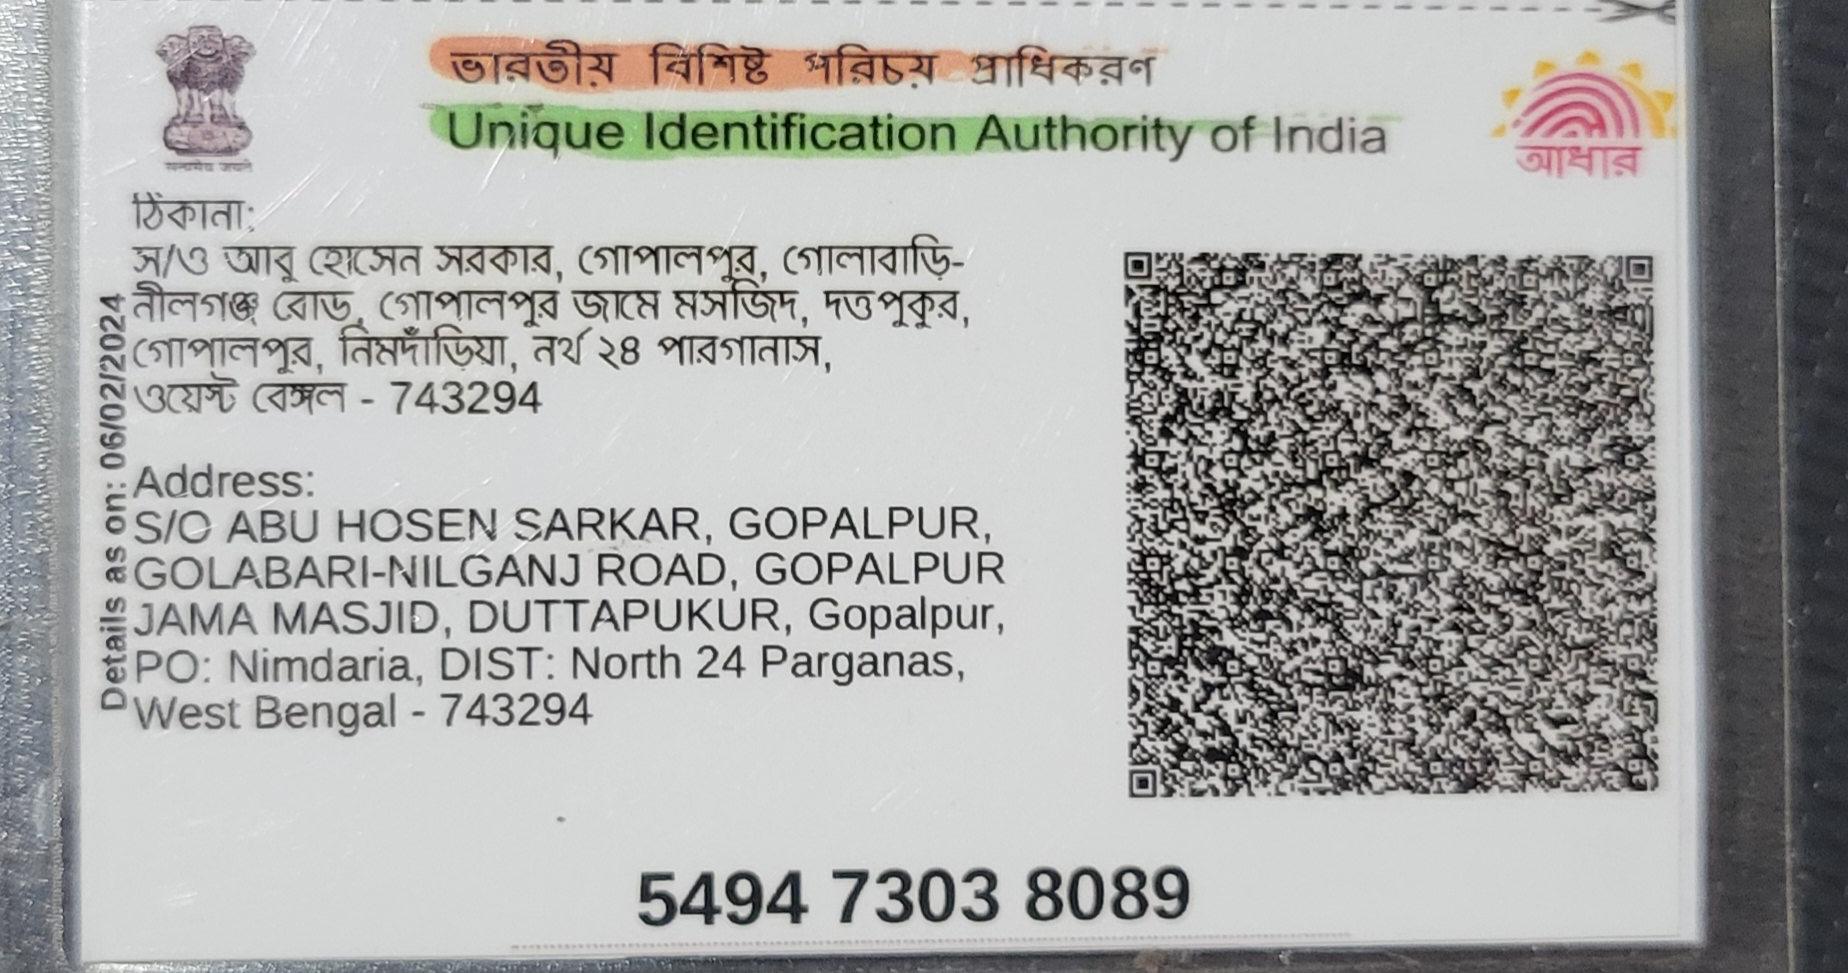 ভারতীয় বিশিষ্ট পরিচয় প্রাধিকরণ
Unique Identification Authority of India
আধার
ঠিকানা:
স/ও আবু হোসেন সরকার, গোপালপুর, গোলাবাড়ি-
নীলগঞ্জ রোড, গোপালপুর জামে মসজিদ, দত্তপুকুর,
গোপালপুর, নিমদাঁড়িয়া, নর্থ ২৪ পারগানাস,
ওয়েস্ট বেঙ্গল - 743294
Details as on: 06/02/2024
Address:
S/O ABU HOSEN SARKAR, GOPALPUR,
GOLABARI-NILGANJ ROAD, GOPALPUR
JAMA MASJID, DUTTAPUKUR, Gopalpur,
PO: Nimdaria, DIST: North 24 Parganas,
West Bengal - 743294
5494 7303 8089